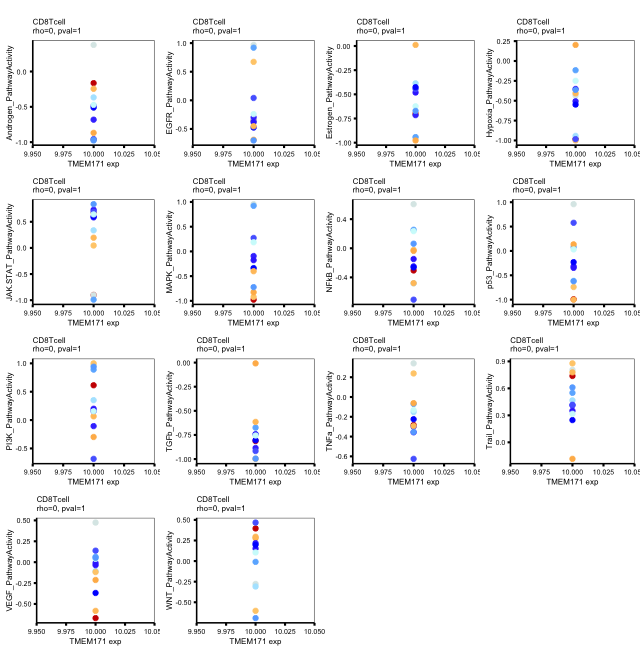 CD8Tcell
rho=0, pval=1
Androgen_PathwayActivity
0.0
-0.5
-1.0
9.950 9.975 10.000 10.025 10.05
TMEM171 exp
CD8Tcell
rho=0, pval=1
EGFR_PathwayActivity
1.0
0.5
0.0
-0.5
9.950 9.975 10.000 10.025 10.05
TMEM171 exp
CD8Tcell
rho=0, pval=1
Estrogen_PathwayActivity
0.00
-0.25
-0.50
-0.75
-1.00
9.950 9.975 10.000 10.025 10.05
TMEM171 exp
CD8Tcell
rho=0, pval=1
Hypoxia_PathwayActivity
0.25
0.00
-0.25
-0.50
-0.75
-1.00
9.950 9.975 10.000 10.025 10.05
TMEM171 exp
CD8Tcell
rho=0, pval=1
JAK-STAT_PathwayActivity
0.5
0.0
-0.5
-1.0
9.950 9.975 10.000 10.025 10.05
TMEM171 exp
CD8Tcell
rho=0, pval=1
MAPK_PathwayActivity
1.0
0.5
0.0
-0.5
-1.0
9.950 9.975 10.000 10.025 10.05
TMEM171 exp
CD8Tcell
rho=0, pval=1
NFkB_PathwayActivity
0.4
0.0
-0.4
9.950 9.975 10.000 10.025 10.05
TMEM171 exp
CD8Tcell
rho=0, pval=1
p53_PathwayActivity
1.0
0.5
0.0
-0.5
-1.0
9.950 9.975 10.000 10.025 10.05
TMEM171 exp
CD8Tcell
rho=0, pval=1
PI3K_PathwayActivity
1.0
0.5
0.0
-0.5
9.950 9.975 10.000 10.025 10.05
TMEM171 exp
CD8Tcell
rho=0, pval=1
TGFb_PathwayActivity
0.00
-0.25
-0.50
-0.75
-1.00
9.950 9.975 10.000 10.025 10.05
TMEM171 exp
CD8Tcell
rho=0, pval=1
TNFa_PathwayActivity
0.2
0.0
-0.2
-0.4
-0.6
9.950 9.975 10.000 10.025 10.05
TMEM171 exp
CD8Tcell
rho=0, pval=1
Trail_PathwayActivity
0.9
0.6
0.3
0.0
9.950 9.975 10.000 10.025 10.05
TMEM171 exp
CD8Tcell
rho=0, pval=1
VEGF_PathwayActivity
0.50
0.25
0.00
-0.25
-0.50
9.950 9.975 10.000 10.025 10.05
TMEM171 exp
CD8Tcell
rho=0, pval=1
WNT_PathwayActivity
0.50
0.25
0.00
-0.25
-0.50
9.950 9.975 10.000 10.025 10.050
TMEM171 exp